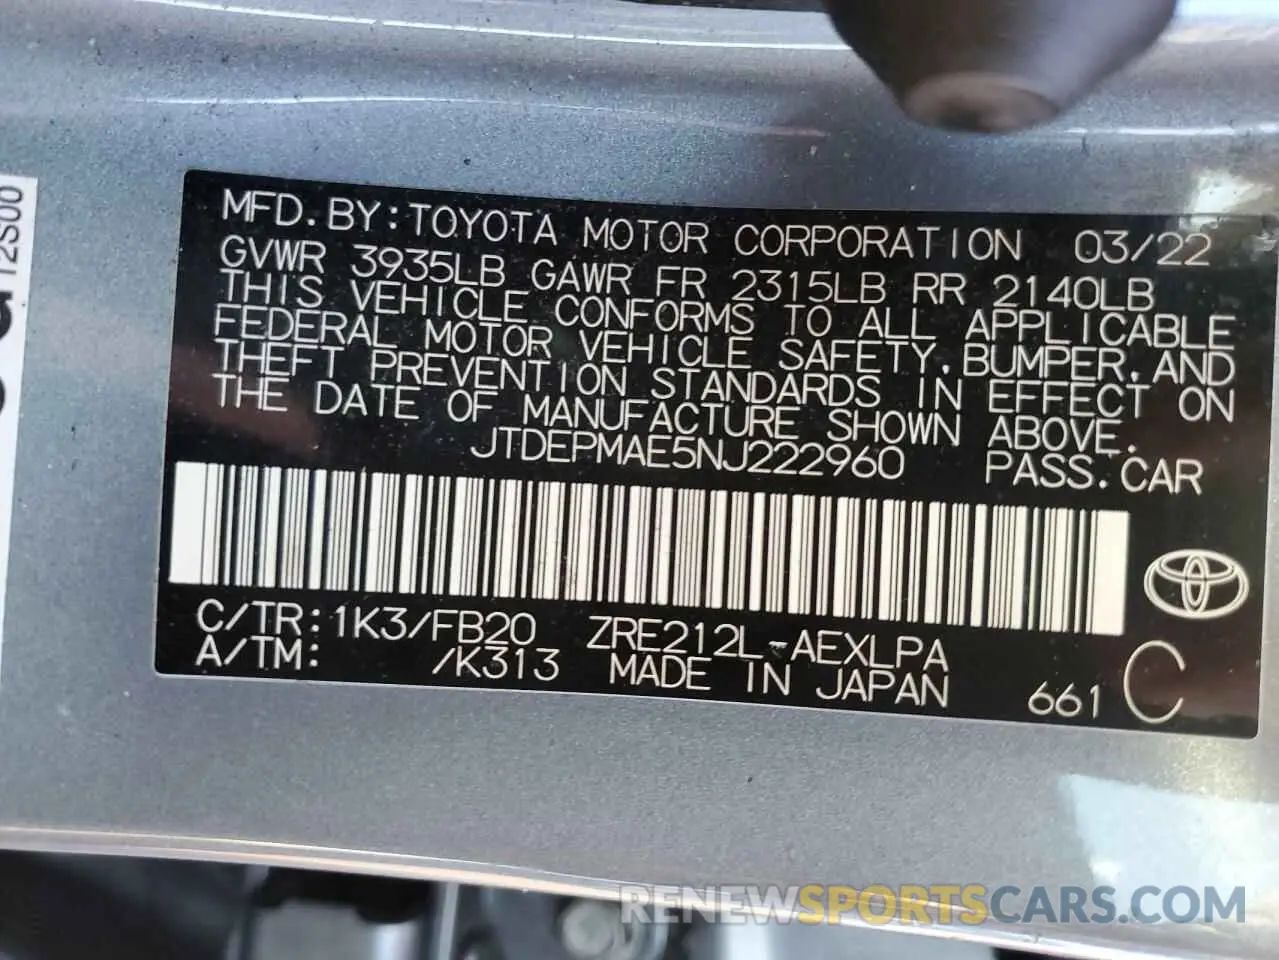 MFD.BY:TOYOTA MOTOR CORPORATION 03/22
GVWR 3935LB GAWR FR 2315LB RR 2140LB
THIS VEHICLE CONFORMS TO ALL APPLICABLE
FEDERAL MOTOR VEHICLE SAFETY,BUMPER,AND
THEFT PREVENTION STANDARDS IN EFFECT ON
THE DATE OF MANUFACTURE SHOWN ABOVE.
JTDEPMAE5NJ222960 PASS.CAR
C/TR:1K3/FB20 ZRE212L-AEXLPA
A/TM: /K313 MADE IN JAPAN 661 C
12S00
RENEWSPORTSCARS.COM